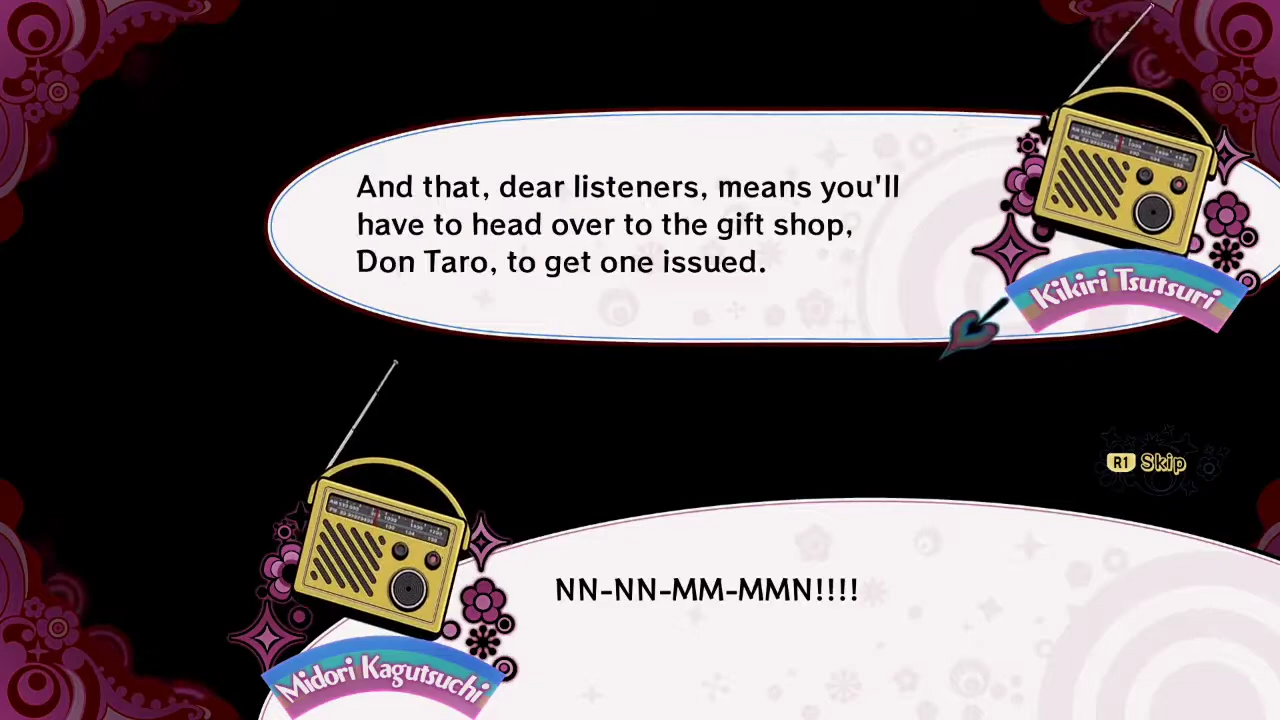 And that, dear listeners, means you'll
have to head over to the gift shop,
Don Taro, to get one issued.
Kikiri Tsutsuri
R1 Skip
NN-NN-MM-MMN!!!!
Midori Kagutsuchi